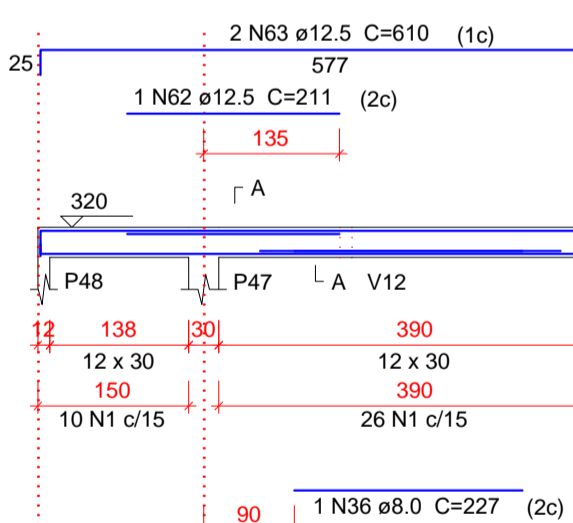 2 N63 ø12.5 C=610 (1c)
25
577
1 N62 ø12.5 C=211 (2c)
135
A
320
P48
P47
A
V12
12
138
30
390
12 x 30
12 x 30
150
390
10 N1 c/15
26 N1 c/15
90
1 N36 ø8.0 C=227 (2c)